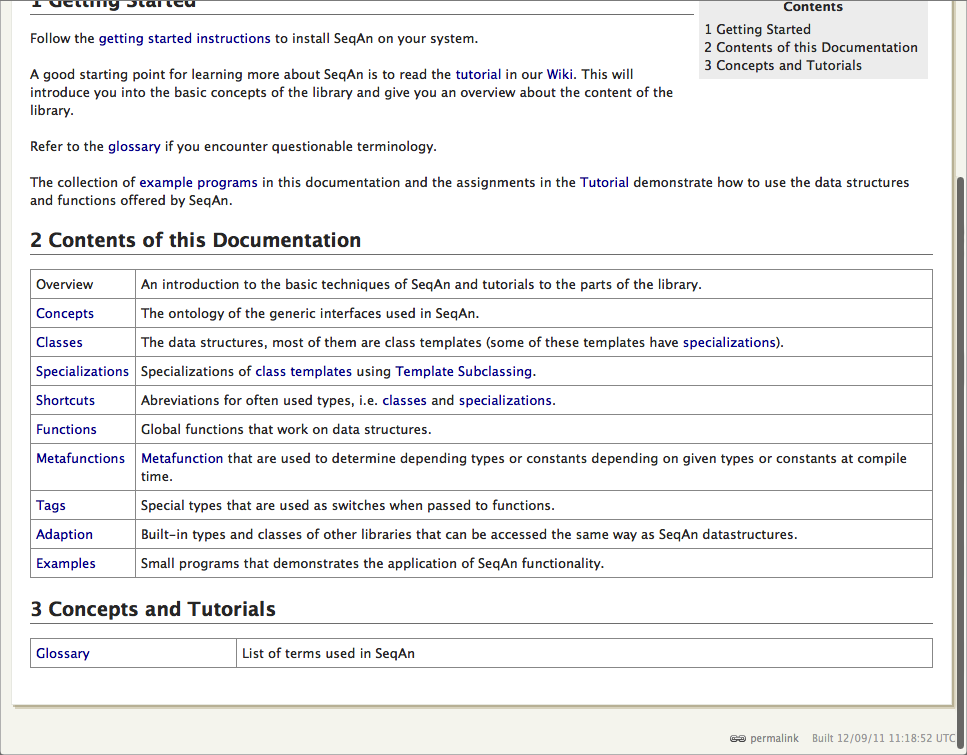 1 Getting Started
Contents
1 Getting Started
2 Contents of this Documentation
3 Concepts and Tutorials
Follow the getting started instructions to install SeqAn on your system.
A good starting point for learning more about SeqAn is to read the tutorial in our Wiki. This will
introduce you into the basic concepts of the library and give you an overview about the content of the
library.
Refer to the glossary if you encounter questionable terminology.
The collection of example programs in this documentation and the assignments in the Tutorial demonstrate how to use the data structures
and functions offered by SeqAn.
2 Contents of this Documentation
Overview An introduction to the basic techniques of SeqAn and tutorials to the parts of the library.
Concepts The ontology of the generic interfaces used in SeqAn.
Classes The data structures, most of them are class templates (some of these templates have specializations).
Specializations Specializations of class templates using Template Subclassing.
Shortcuts Abreviations for often used types, i.e. classes and specializations.
Functions Global functions that work on data structures.
Metafunctions Metafunction that are used to determine depending types or constants depending on given types or constants at compile
time.
Tags Special types that are used as switches when passed to functions.
Adaption Built-in types and classes of other libraries that can be accessed the same way as SeqAn datastructures.
Examples Small programs that demonstrates the application of SeqAn functionality.
3 Concepts and Tutorials
Glossary List of terms used in SeqAn
permalink Built 12/09/11 11:18:52 UTC